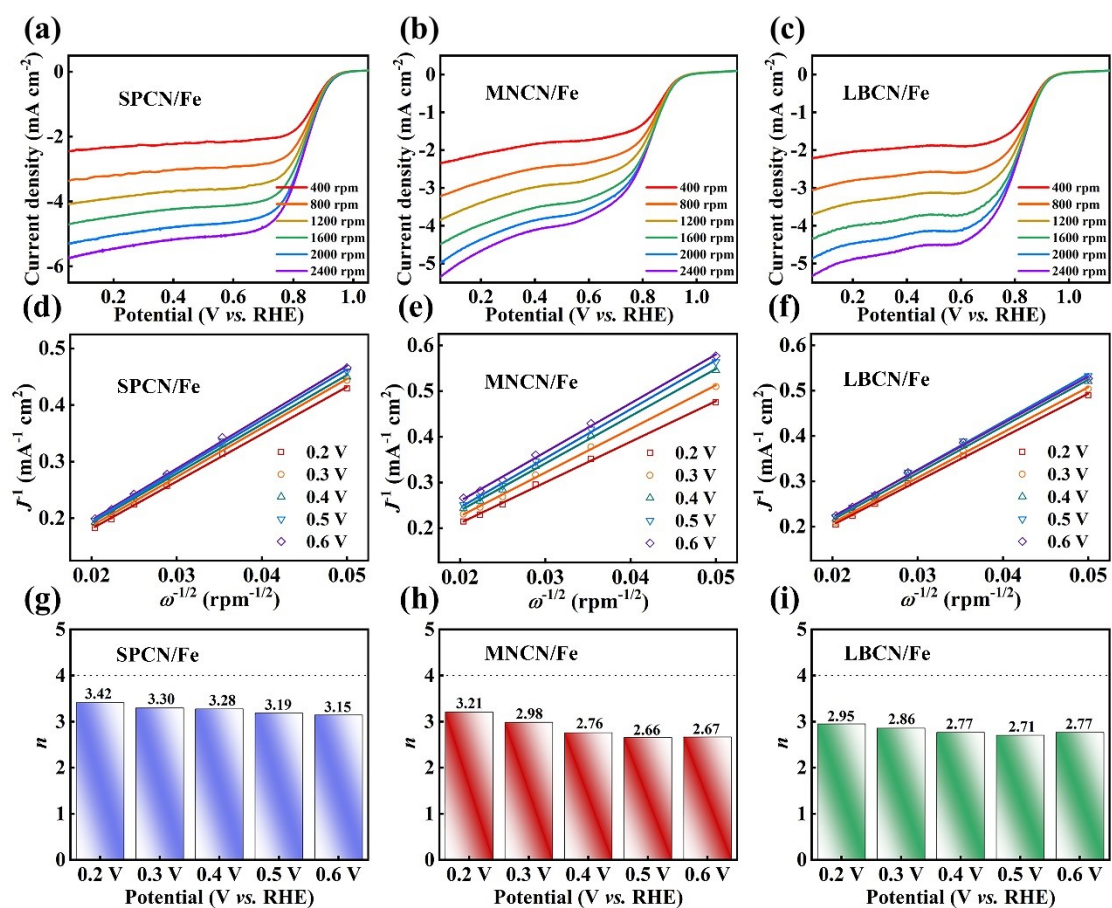 (a)
SPCN/Fe
Current density (mA cm-2)
0
-2
-4
-6
400 rpm
800 rpm
1200 rpm
1600 rpm
2000 rpm
2400 rpm
0.2 0.4 0.6 0.8 1.0
Potential (V vs. RHE)
(b)
MNCN/Fe
Current density (mA cm-2)
0
-1
-2
-3
-4
-5
400 rpm
800 rpm
1200 rpm
1600 rpm
2000 rpm
2400 rpm
0.2 0.4 0.6 0.8 1.0
Potential (V vs. RHE)
(c)
LBCN/Fe
Current density (mA cm-2)
0
-1
-2
-3
-4
-5
400 rpm
800 rpm
1200 rpm
1600 rpm
2000 rpm
2400 rpm
0.2 0.4 0.6 0.8 1.0
Potential (V vs. RHE)
(d)
SPCN/Fe
J-1 (mA-1 cm2)
0.5
0.4
0.3
0.2
0.2 V
0.3 V
0.4 V
0.5 V
0.6 V
0.02 0.03 0.04 0.05
ω-1/2 (rpm-1/2)
(e)
MNCN/Fe
J-1 (mA-1 cm2)
0.6
0.5
0.4
0.3
0.2
0.2 V
0.3 V
0.4 V
0.5 V
0.6 V
0.02 0.03 0.04 0.05
ω-1/2 (rpm-1/2)
(f)
LBCN/Fe
J-1 (mA-1 cm2)
0.6
0.5
0.4
0.3
0.2
0.2 V
0.3 V
0.4 V
0.5 V
0.6 V
0.02 0.03 0.04 0.05
ω-1/2 (rpm-1/2)
(g)
SPCN/Fe
n
5
4
3
2
1
0
3.42 3.30 3.28 3.19 3.15
0.2 V 0.3 V 0.4 V 0.5 V 0.6 V
Potential (V vs. RHE)
(h)
MNCN/Fe
n
5
4
3
2
1
0
3.21 2.98 2.76 2.66 2.67
0.2 V 0.3 V 0.4 V 0.5 V 0.6 V
Potential (V vs. RHE)
(i)
LBCN/Fe
n
5
4
3
2
1
0
2.95 2.86 2.77 2.71 2.77
0.2 V 0.3 V 0.4 V 0.5 V 0.6 V
Potential (V vs. RHE)